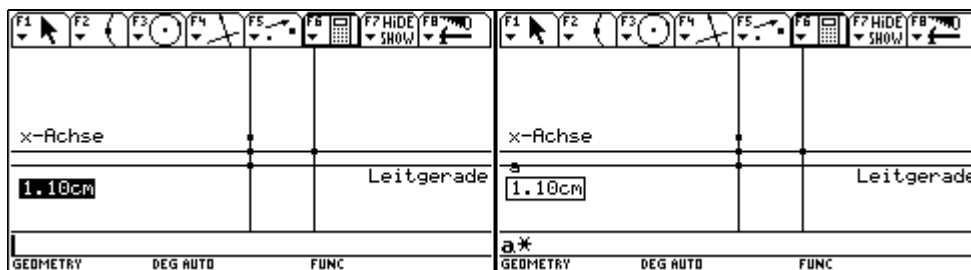 F1 F2 F3 F4 F5 F6 F7 HiDE SHOW F8
x-Achse
Leitgerade
1.10cm
GEOMETRY DEG AUTO FUNC
F1 F2 F3 F4 F5 F6 F7 HiDE SHOW F8
x-Achse
a
Leitgerade
1.10cm
a*
GEOMETRY DEG AUTO FUNC